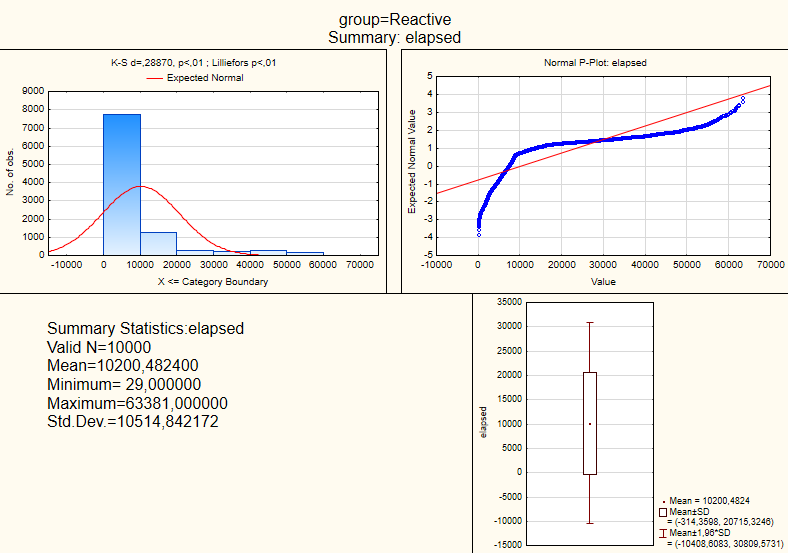 group=Reactive
Summary: elapsed
K-S d=,28870, p<,01 ; Lilliefors p<,01
Expected Normal
9000
8000
7000
6000
5000
4000
3000
2000
1000
0
No. of obs.
-10000 0 10000 20000 30000 40000 50000 60000 70000
X <= Category Boundary
Normal P-Plot: elapsed
5
4
3
2
1
0
-1
-2
-3
-4
-5
Expected Normal Value
-10000 0 10000 20000 30000 40000 50000 60000 70000
Value
Summary Statistics:elapsed
Valid N=10000
Mean=10200,482400
Minimum= 29,000000
Maximum=63381,000000
Std.Dev.=10514,842172
35000
30000
25000
20000
15000
10000
5000
0
-5000
-10000
-15000
elapsed
Mean = 10200,4824
Mean±SD
= (-314,3598, 20715,3246)
Mean±1,96*SD
= (-10408,6083, 30809,5731)